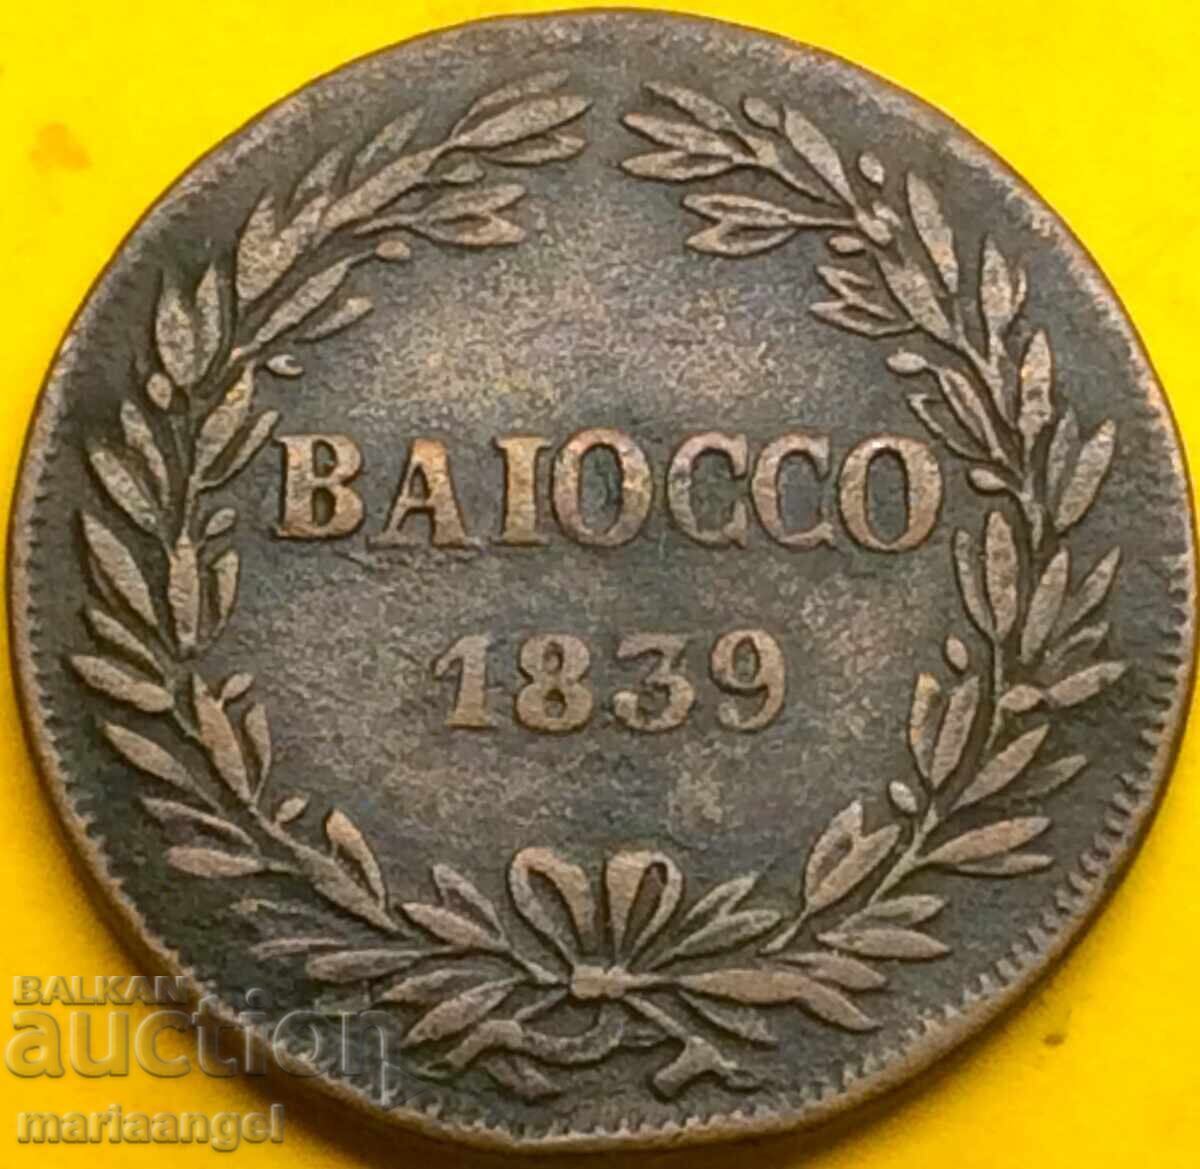 BAIOCCO
1839
BALKAN
auction
mariaangel